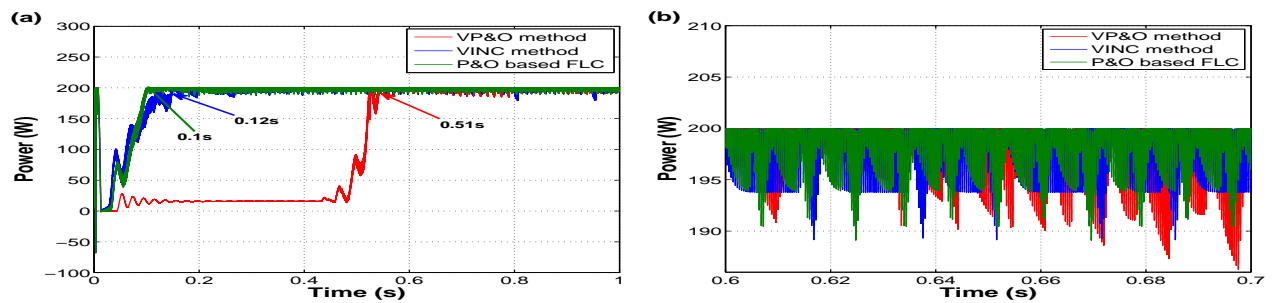 (a)
300
250
200
150
100
50
0
−50
−100
Power (W)
0
0.2
0.4
0.6
0.8
1
Time (s)
VP&O method
VINC method
P&O based FLC
0.12s
0.1s
0.51s
(b)
210
205
200
195
190
Power (W)
0.6
0.62
0.64
0.66
0.68
0.7
Time (s)
VP&O method
VINC method
P&O based FLC